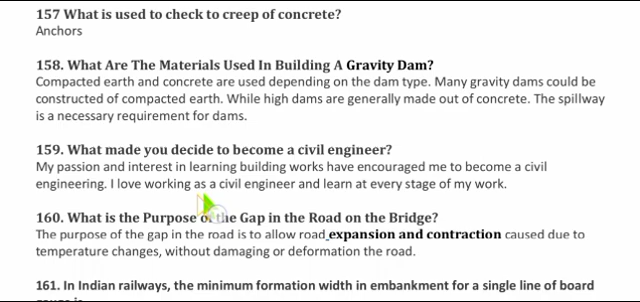 157 What is used to check to creep of concrete?
Anchors
158. What Are The Materials Used In Building A Gravity Dam?
Compacted earth and concrete are used depending on the dam type. Many gravity dams could be
constructed of compacted earth. While high dams are generally made out of concrete. The spillway
is a necessary requirement for dams.
159. What made you decide to become a civil engineer?
My passion and interest in learning building works have encouraged me to become a civil
engineering. I love working as a civil engineer and learn at every stage of my work.
160. What is the Purpose of the Gap in the Road on the Bridge?
The purpose of the gap in the road is to allow road expansion and contraction caused due to
temperature changes, without damaging or deformation the road.
161. In Indian railways, the minimum formation width in embankment for a single line of board